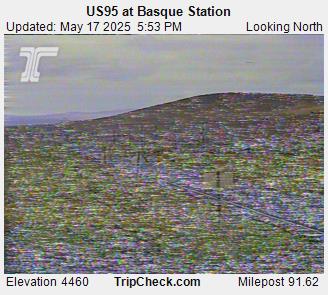 US95 at Basque Station
Updated: May 17 2025 5:53 PM Looking North
Elevation 4460 TripCheck.com Milepost 91.62